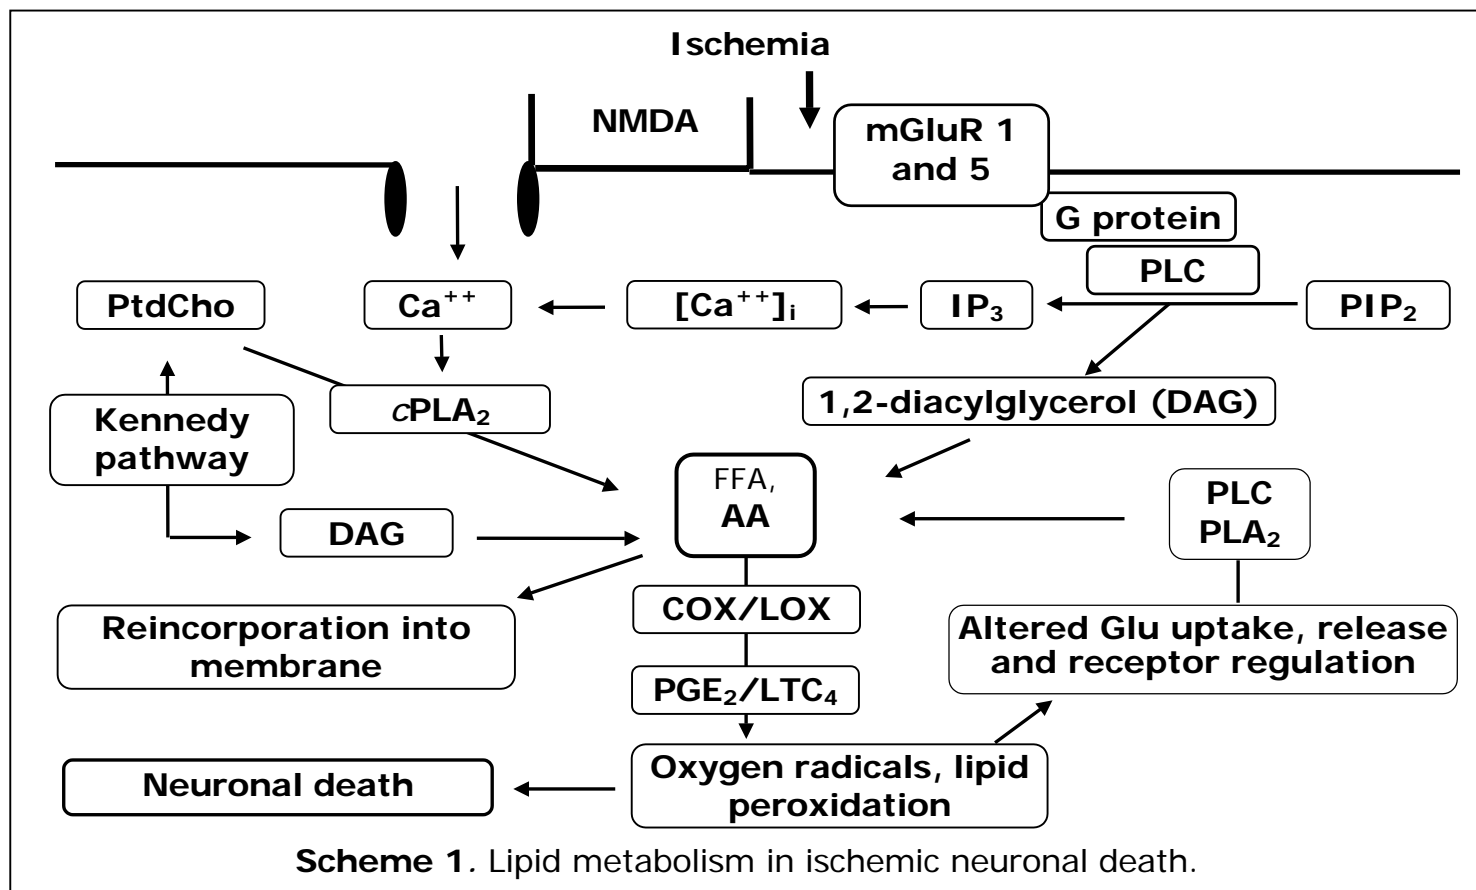 Ischemia
NMDA
mGluR 1
and 5
G protein
PLC
PtdCho
Ca⁺⁺
[Ca⁺⁺]ᵢ
IP₃
PIP₂
cPLA₂
1,2-diacylglycerol (DAG)
Kennedy
pathway
FFA,
AA
PLC
PLA₂
DAG
COX/LOX
Reincorporation into
membrane
Altered Glu uptake, release
and receptor regulation
PGE₂/LTC₄
Oxygen radicals, lipid
peroxidation
Neuronal death
Scheme 1. Lipid metabolism in ischemic neuronal death.